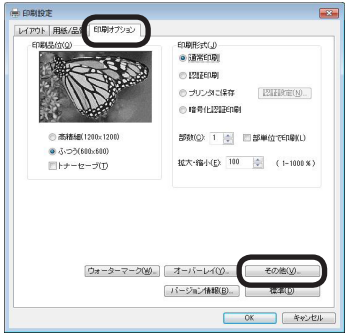 印刷設定
レイアウト 用紙/品質 印刷オプション
印刷品位(Q)
高精細(1200x1200)
ふつう(600x600)
トナーセーブ(T)
印刷形式(J)
通常印刷
認証印刷
プリンタに保存 認証設定(N)...
暗号化認証印刷
部数(C): 1 部単位で印刷(L)
拡大・縮小(E): 100 (1-1000 %)
ウォーターマーク(W)... オーバーレイ(Y)... その他(V)...
バージョン情報(B)... 標準(D)
OK キャンセル